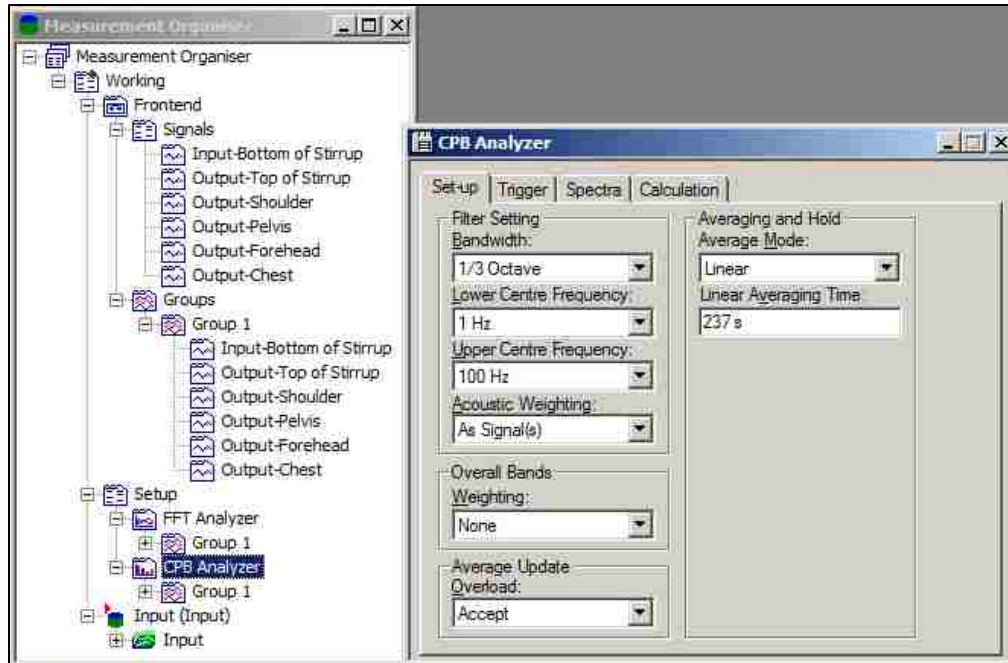 Measurement Organiser
Measurement Organiser
Working
Frontend
Signals
Input-Bottom of Stirrup
Output-Top of Stirrup
Output-Shoulder
Output-Pelvis
Output-Forehead
Output-Chest
Groups
Group 1
Input-Bottom of Stirrup
Output-Top of Stirrup
Output-Shoulder
Output-Pelvis
Output-Forehead
Output-Chest
Setup
FFT Analyzer
Group 1
CPB Analyzer
Group 1
Input (Input)
Input
CPB Analyzer
Set-up Trigger Spectra Calculation
Filter Setting
Bandwidth:
1/3 Octave
Lower Centre Frequency:
1 Hz
Upper Centre Frequency:
100 Hz
Acoustic Weighting:
As Signal(s)
Overall Bands
Weighting:
None
Average Update
Overload:
Accept
Averaging and Hold
Average Mode:
Linear
Linear Averaging Time:
237 s